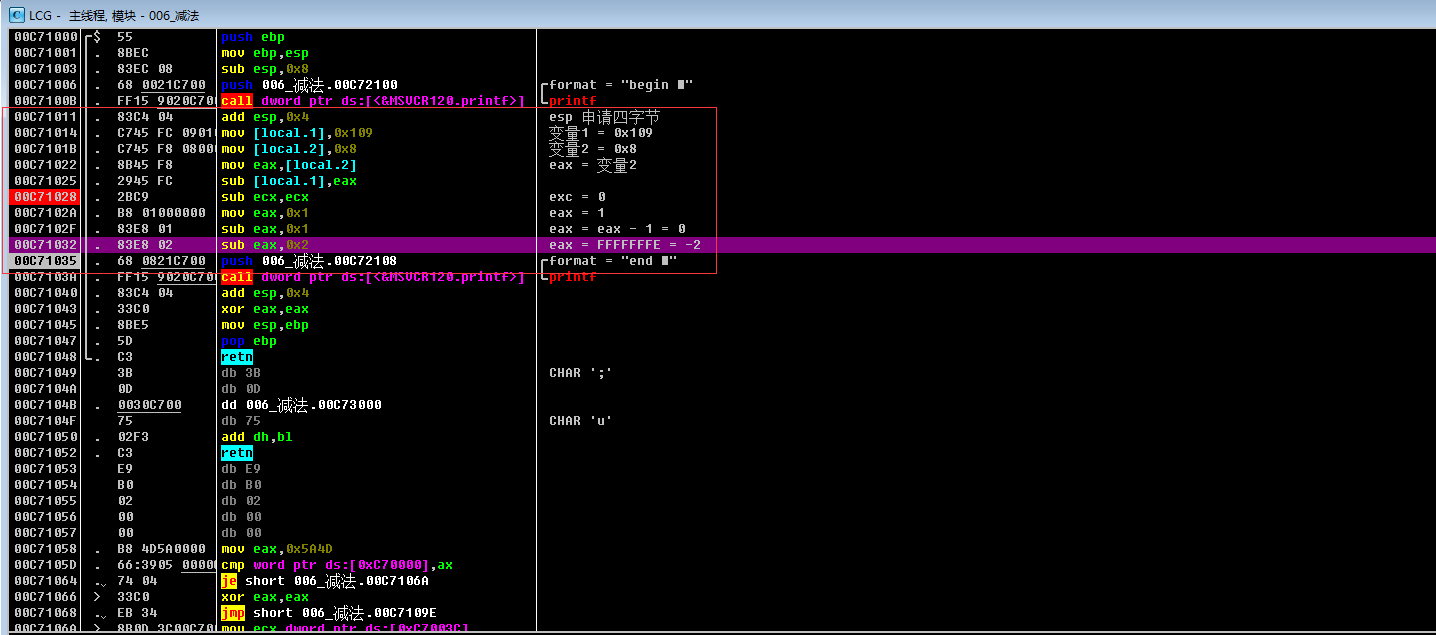 LCG - 主线程, 模块 - 006_减法
00C71000 $ 55 push ebp
00C71001 . 8BEC mov ebp,esp
00C71003 . 83EC 08 sub esp,0x8
00C71006 . 68 0021C700 push 006_减法.00C72100 format = "begin ■"
00C7100B . FF15 9020C700 call dword ptr ds:[<&MSVCR120.printf>] printf
00C71011 . 83C4 04 add esp,0x4 esp 申请四字节
00C71014 . C745 FC 0901 mov [local.1],0x109 变量1 = 0x109
00C7101B . C745 F8 0800 mov [local.2],0x8 变量2 = 0x8
00C71022 . 8B45 F8 mov eax,[local.2] eax = 变量2
00C71025 . 2945 FC sub [local.1],eax
00C71028 . 2BC9 sub ecx,ecx exc = 0
00C7102A . B8 01000000 mov eax,0x1 eax = 1
00C7102F . 83E8 01 sub eax,0x1 eax = eax - 1 = 0
00C71032 . 83E8 02 sub eax,0x2 eax = FFFFFFFE = -2
00C71035 . 68 0821C700 push 006_减法.00C72108 format = "end ■"
00C7103A . FF15 9020C700 call dword ptr ds:[<&MSVCR120.printf>] printf
00C71040 . 83C4 04 add esp,0x4
00C71043 . 33C0 xor eax,eax
00C71045 . 8BE5 mov esp,ebp
00C71047 . 5D pop ebp
00C71048 . C3 retn
00C71049 3B db 3B CHAR ';'
00C7104A 0D db 0D
00C7104B . 0030C700 dd 006_减法.00C73000
00C7104F 75 db 75 CHAR 'u'
00C71050 . 02F3 add dh,bl
00C71052 . C3 retn
00C71053 E9 db E9
00C71054 B0 db B0
00C71055 02 db 02
00C71056 00 db 00
00C71057 00 db 00
00C71058 . B8 4D5A0000 mov eax,0x5A4D
00C7105D . 66:3905 0000 cmp word ptr ds:[0xC70000],ax
00C71064 . 74 04 je short 006_减法.00C7106A
00C71066 > 33C0 xor eax,eax
00C71068 . EB 34 jmp short 006_减法.00C7109E
00C7106A > 8B0D 3C00C700 mov ecx,dword ptr ds:[0xC7003C]